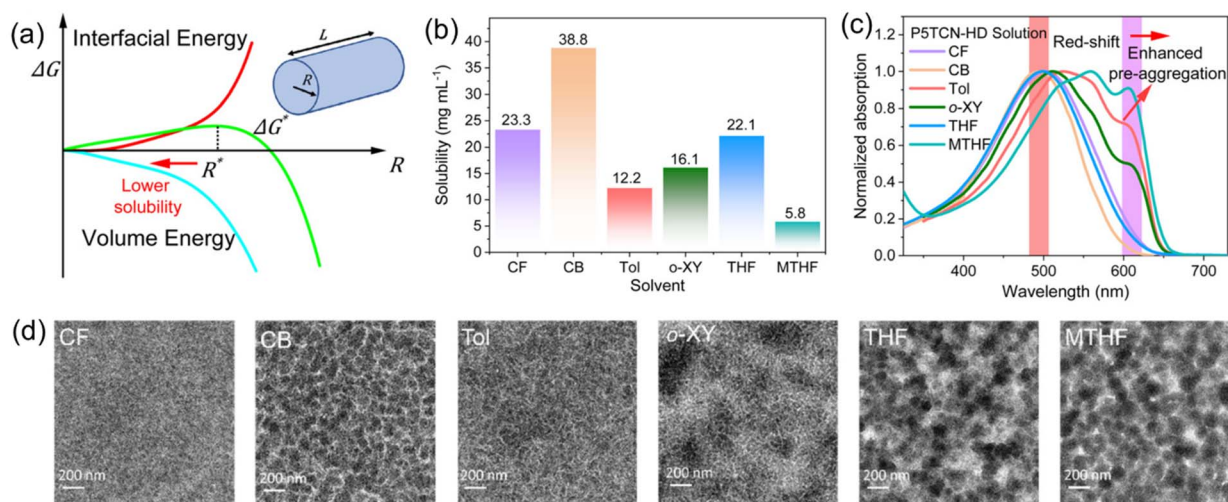 (a)
Interfacial Energy
L
R
ΔG
ΔG*
R*
R
Lower
solubility
Volume Energy
(b)
Solubility (mg mL⁻¹)
40
35
30
25
20
15
10
5
0
23.3
38.8
12.2
16.1
22.1
5.8
CF
CB
Tol
o-XY
THF
MTHF
Solvent
(c)
Normalized absorption
1.4
1.2
1.0
0.8
0.6
0.4
0.2
0.0
P5TCN-HD Solution
CF
CB
Tol
o-XY
THF
MTHF
Red-shift
Enhanced
pre-aggregation
400
500
600
700
Wavelength (nm)
(d)
CF
200 nm
CB
200 nm
Tol
200 nm
o-XY
200 nm
THF
200 nm
MTHF
200 nm